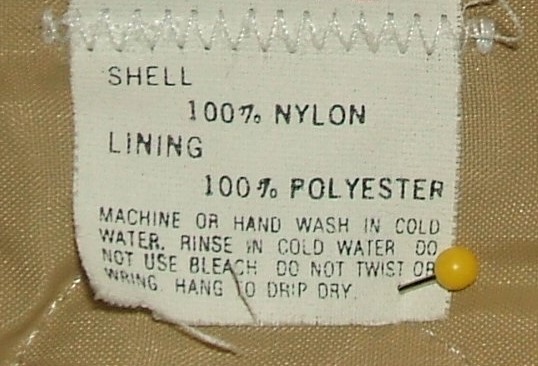 SHELL
100% NYLON
LINING
100% POLYESTER
MACHINE OR HAND WASH IN COLD
WATER. RINSE IN COLD WATER DO
NOT USE BLEACH DO NOT TWIST OR
WRING. HANG TO DRIP DRY.